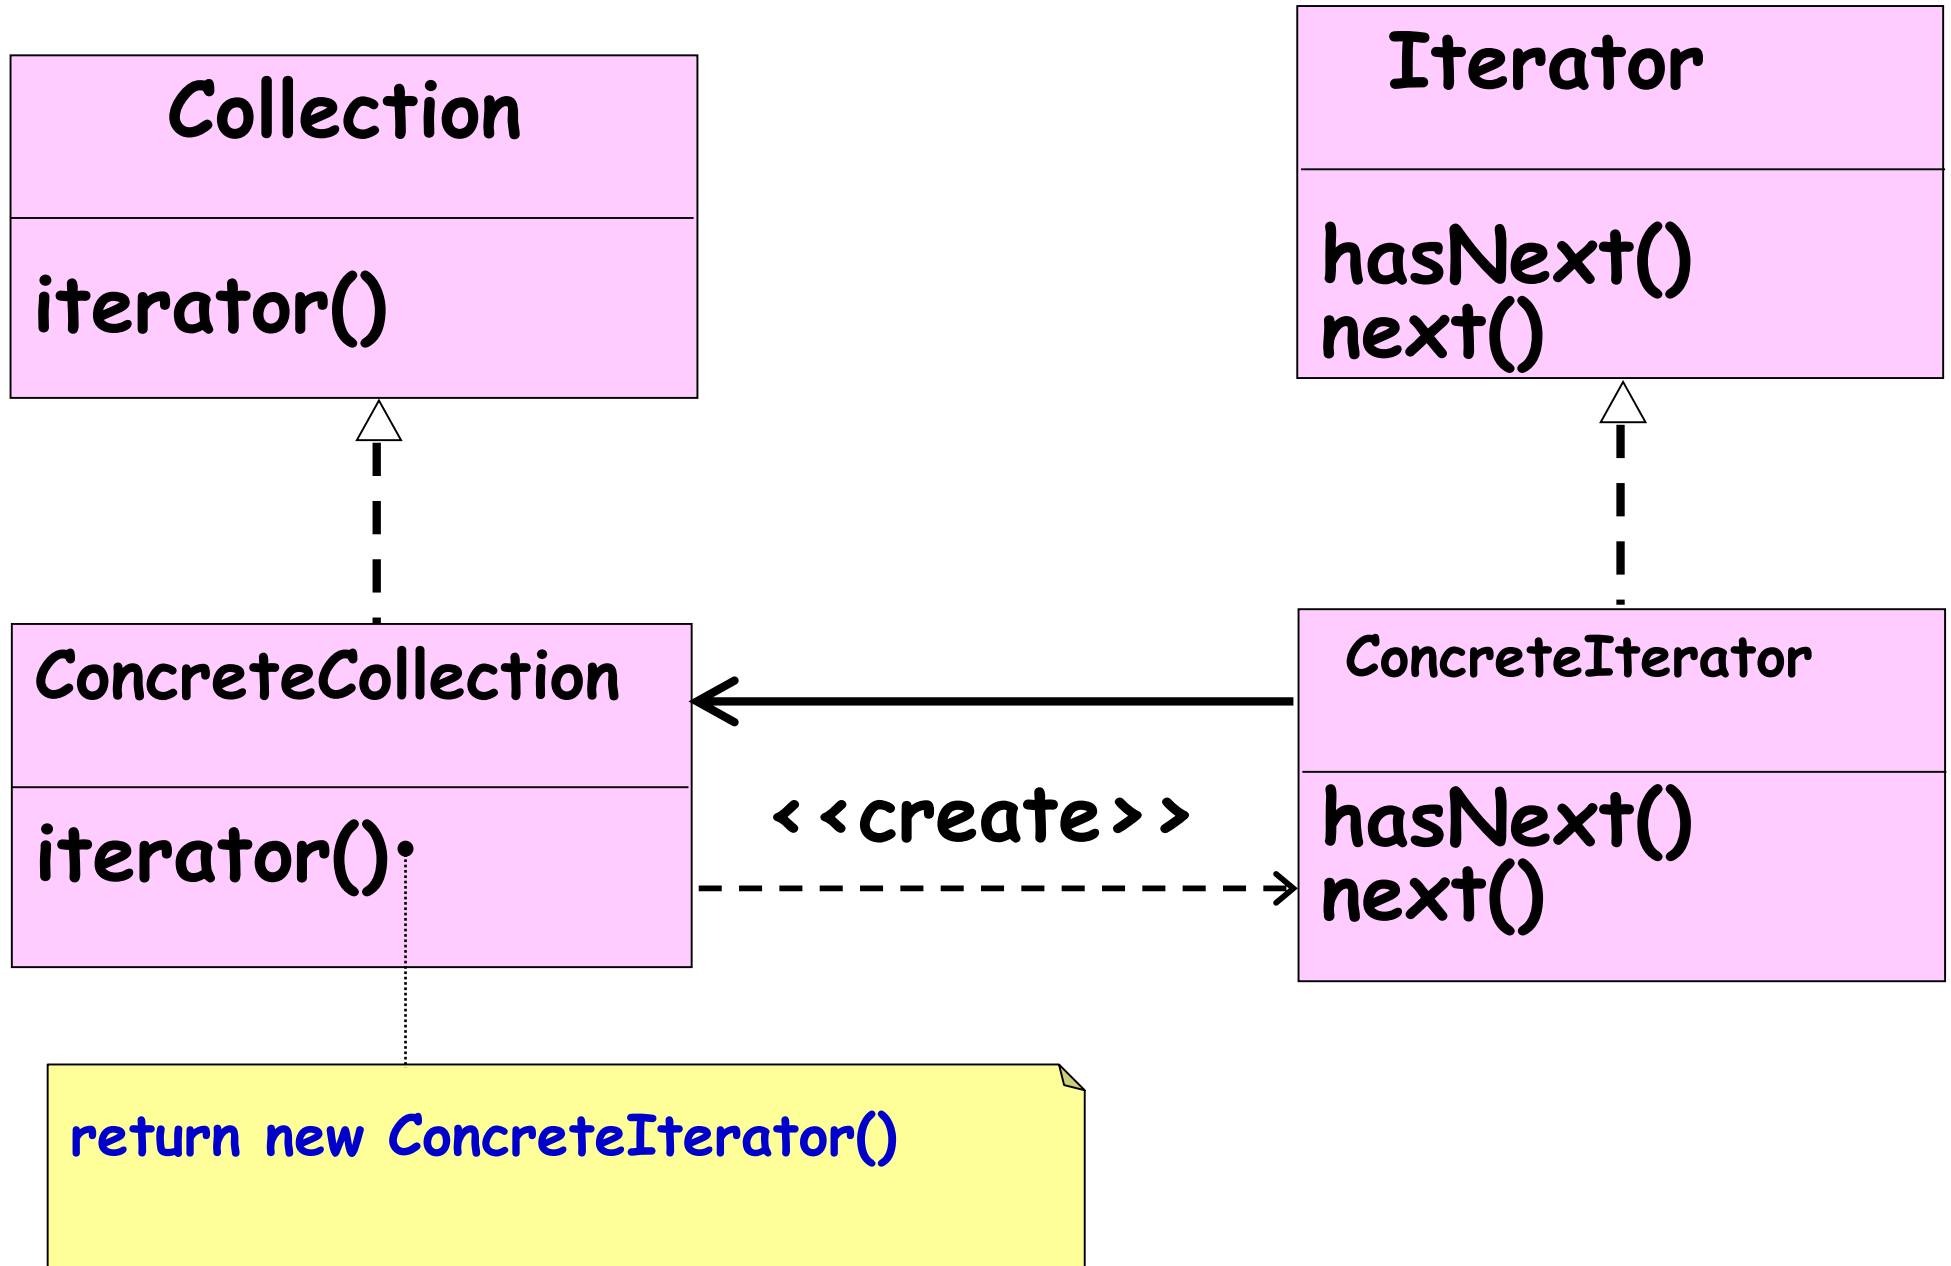 Collection
iterator()
Iterator
hasNext()
next()
ConcreteCollection
iterator()
<<create>>
ConcreteIterator
hasNext()
next()
return new ConcreteIterator()